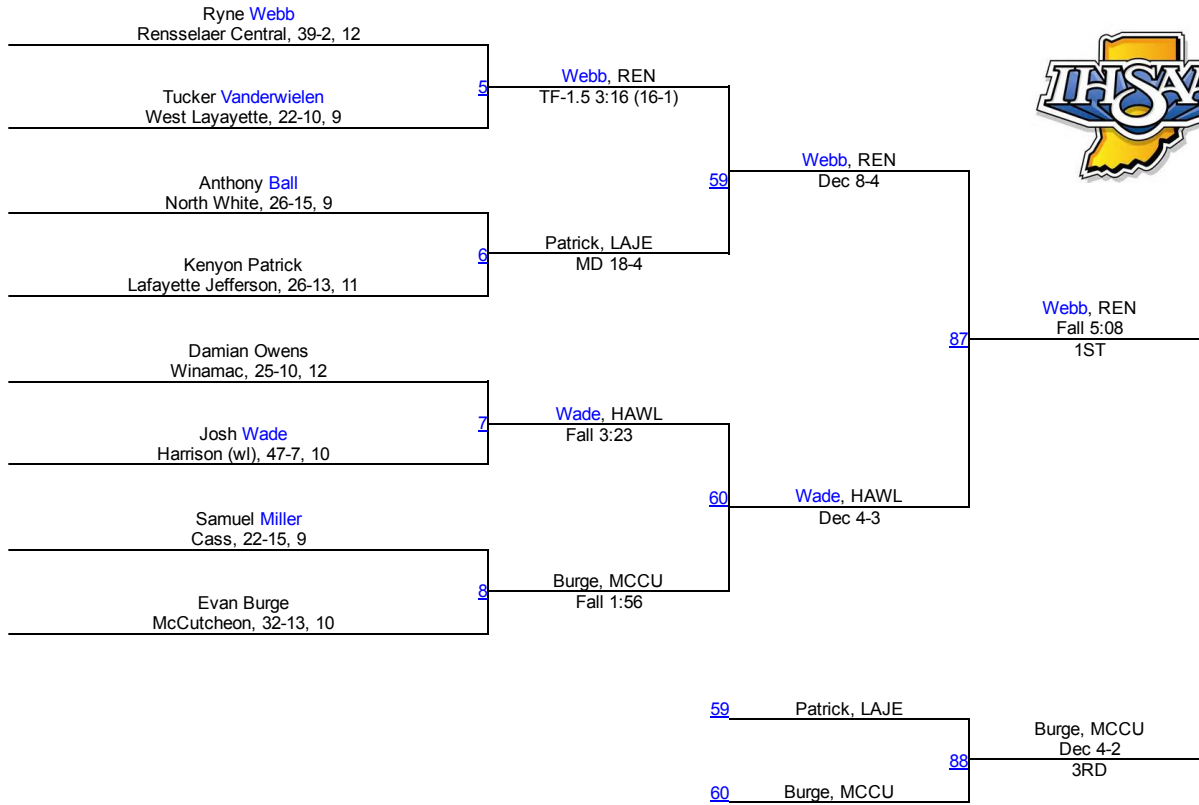 Ryne Webb
Rensselaer Central, 39-2, 12
5
Tucker Vanderwielen
West Layayette, 22-10, 9
Webb, REN
TF-1.5 3:16 (16-1)
IHSAA
59
Webb, REN
Dec 8-4
Anthony Ball
North White, 26-15, 9
6
Kenyon Patrick
Lafayette Jefferson, 26-13, 11
Patrick, LAJE
MD 18-4
87
Webb, REN
Fall 5:08
1ST
Damian Owens
Winamac, 25-10, 12
7
Josh Wade
Harrison (wl), 47-7, 10
Wade, HAWL
Fall 3:23
60
Wade, HAWL
Dec 4-3
Samuel Miller
Cass, 22-15, 9
8
Evan Burge
McCutcheon, 32-13, 10
Burge, MCCU
Fall 1:56
59
Patrick, LAJE
88
60
Burge, MCCU
Burge, MCCU
Dec 4-2
3RD